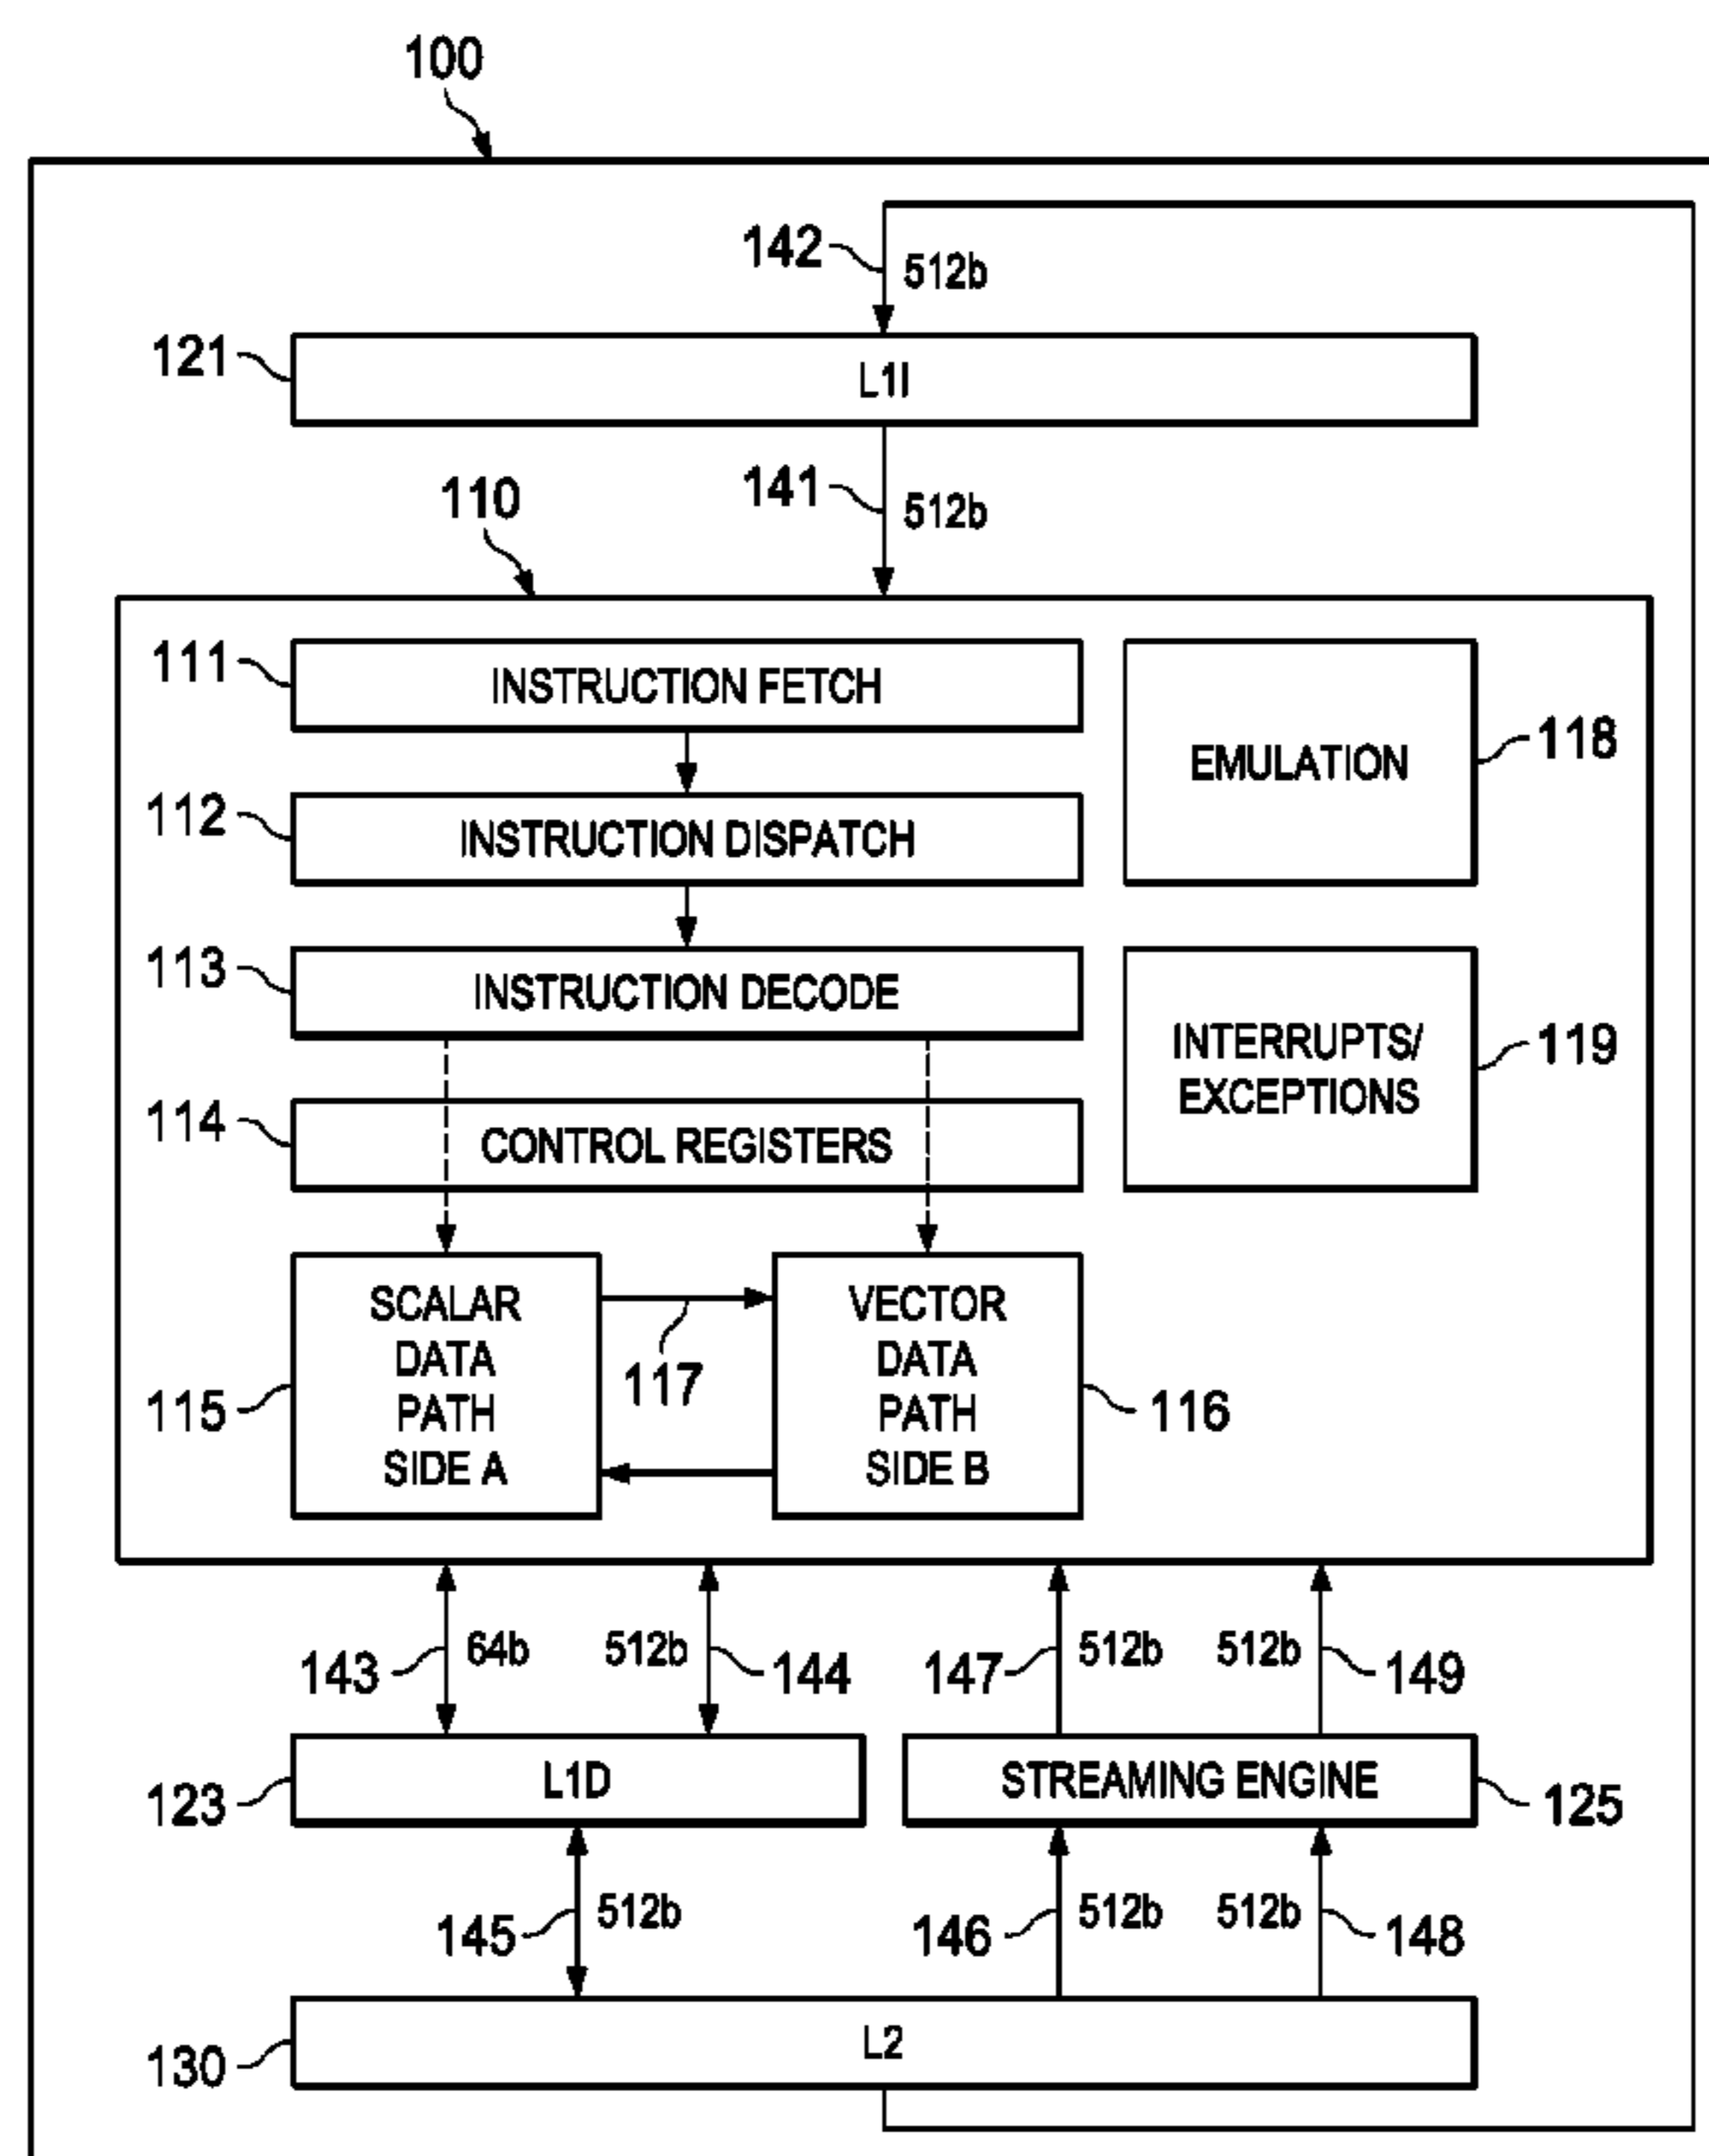 100
142
512b
121
L1I
141
512b
110
111
INSTRUCTION FETCH
EMULATION
118
112
INSTRUCTION DISPATCH
113
INSTRUCTION DECODE
INTERRUPTS/
EXCEPTIONS
119
114
CONTROL REGISTERS
115
SCALAR
DATA
PATH
SIDE A
117
VECTOR
DATA
PATH
SIDE B
116
143
64b
512b
144
147
512b
512b
149
123
L1D
STREAMING ENGINE
125
145
512b
146
512b
512b
148
130
L2